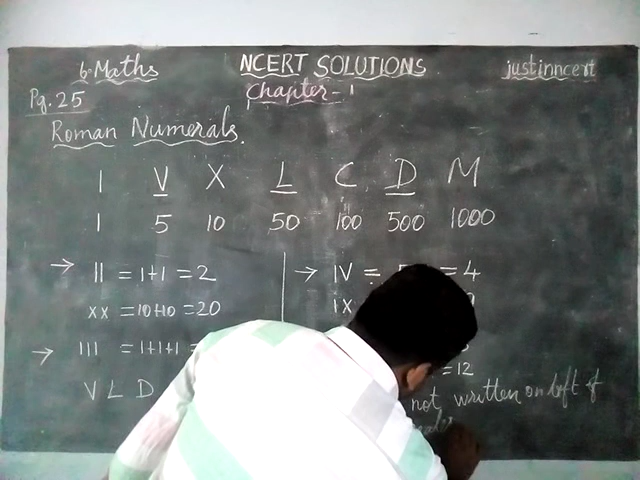 6. Maths NCERT SOLUTIONS justinncert
Pg. 25 Chapter-1
Roman Numerals.
I V X L C D M
1 5 10 50 100 500 1000
→ II = 1+1 = 2 → IV = = 4
XX = 10+10 = 20 IX
→ III = 1+1+1 =
= 12
V L D not written on left of